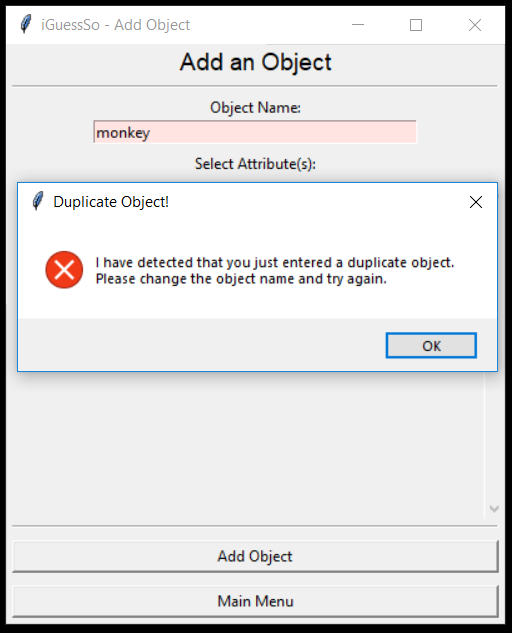 iGuessSo - Add Object
Add an Object
Object Name:
monkey
Select Attribute(s):
Duplicate Object!
I have detected that you just entered a duplicate object.
Please change the object name and try again.
OK
Add Object
Main Menu